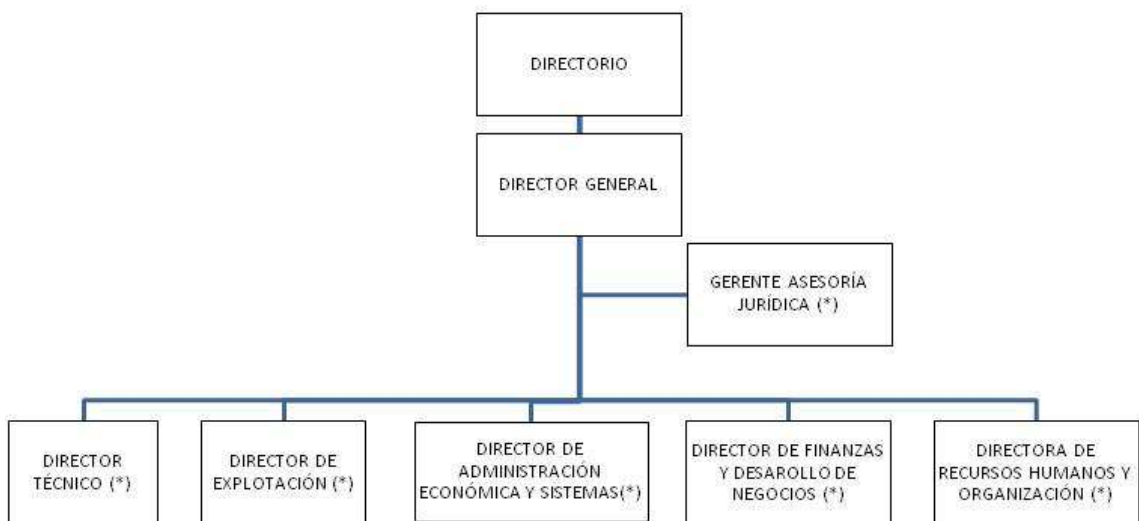 DIRECTORIO
DIRECTOR GENERAL
GERENTE ASESORÍA
JURÍDICA (*)
DIRECTOR
TÉCNICO (*)
DIRECTOR DE
EXPLOTACIÓN (*)
DIRECTOR DE
ADMINISTRACIÓN
ECONÓMICA Y SISTEMAS(*)
DIRECTOR DE FINANZAS
Y DESAROLLO DE
NEGOCIOS (*)
DIRECTORA DE
RECURSOS HUMANOS Y
ORGANIZACIÓN (*)